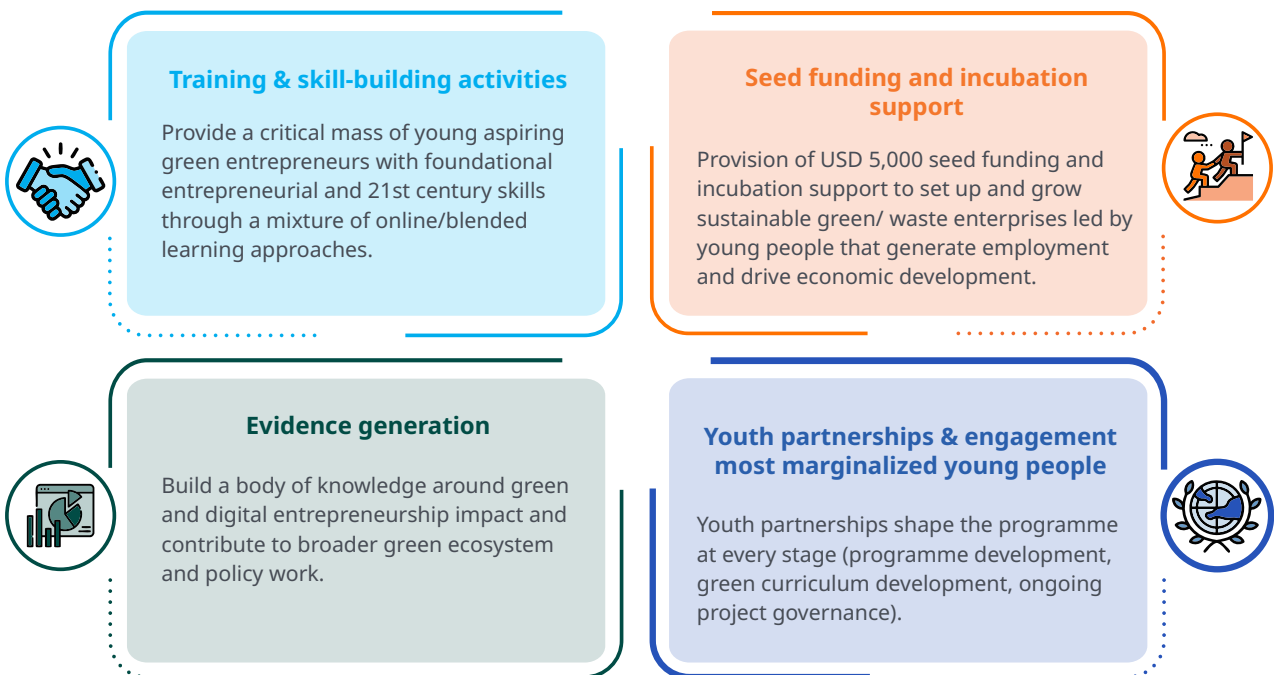 Training & skill-building activities
Provide a critical mass of young aspiring
green entrepreneurs with foundational
entrepreneurial and 21st century skills
through a mixture of online/blended
learning approaches.
Seed funding and incubation
support
Provision of USD 5,000 seed funding and
incubation support to set up and grow
sustainable green/ waste enterprises led by
young people that generate employment
and drive economic development.
Evidence generation
Build a body of knowledge around green
and digital entrepreneurship impact and
contribute to broader green ecosystem
and policy work.
Youth partnerships & engagement
most marginalized young people
Youth partnerships shape the programme
at every stage (programme development,
green curriculum development, ongoing
project governance).